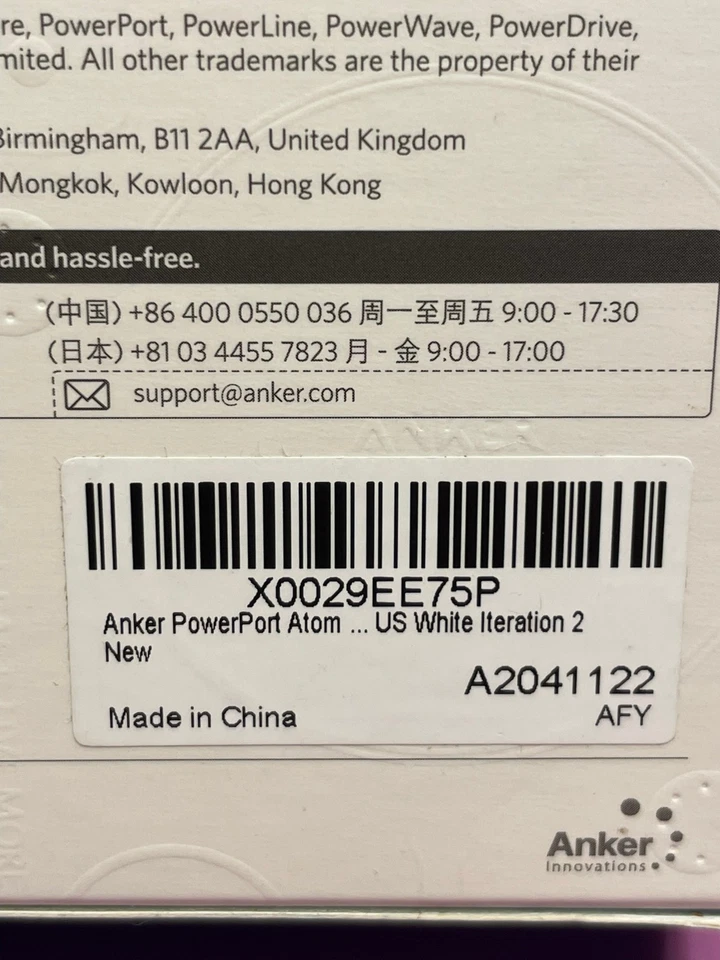 re, PowerPort, PowerLine, PowerWave, PowerDrive,
mited. All other trademarks are the property of their
Birmingham, B11 2AA, United Kingdom
Mongkok, Kowloon, Hong Kong
and hassle-free.
(中国) +86 400 0550 036 周一至周五 9:00 - 17:30
(日本) +81 03 4455 7823 月 - 金 9:00 - 17:00
support@anker.com
ANKER
X0029EE75P
Anker PowerPort Atom ... US White Iteration 2
New
A2041122
Made in China
AFY
Anker
Innovations